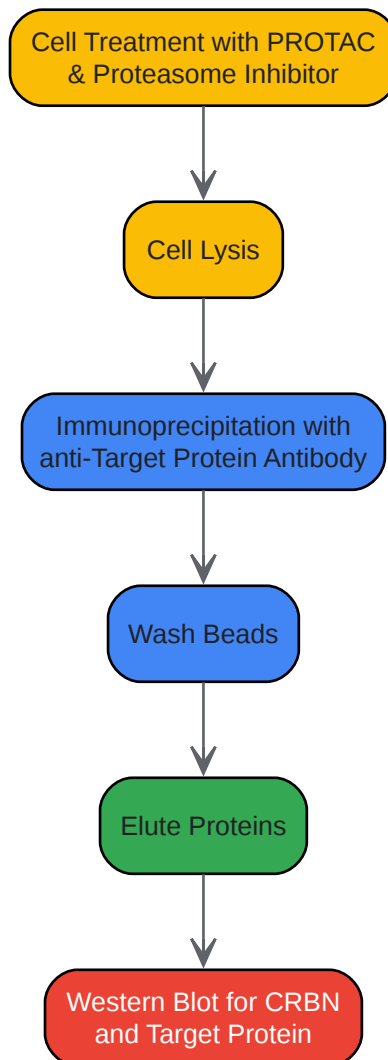 Cell Treatment with PROTAC
& Proteasome Inhibitor
Cell Lysis
Immunoprecipitation with
anti-Target Protein Antibody
Wash Beads
Elute Proteins
Western Blot for CRBN
and Target Protein